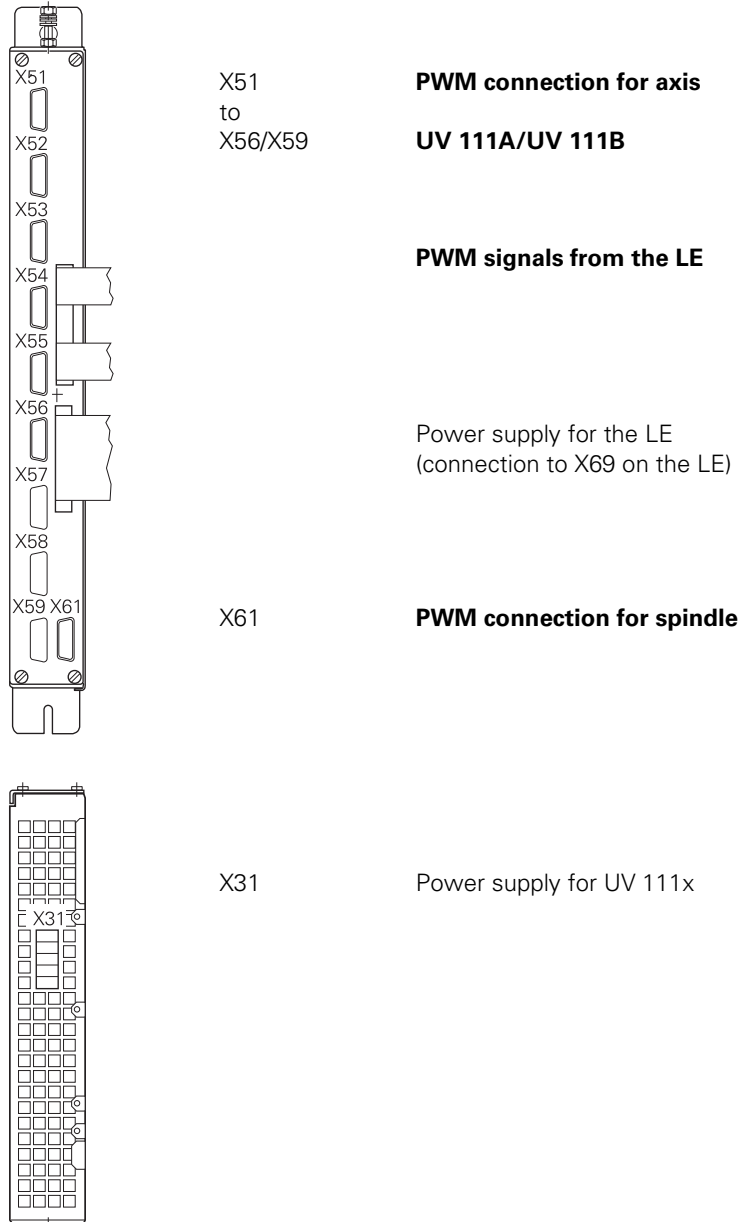 X51
X52
X53
X54
X55
X56
X57
X58
X59 X61
X51 PWM connection for axis
to
X56/X59 UV 111A/UV 111B
PWM signals from the LE
Power supply for the LE
(connection to X69 on the LE)
X61 PWM connection for spindle
X31
X31 Power supply for UV 111x